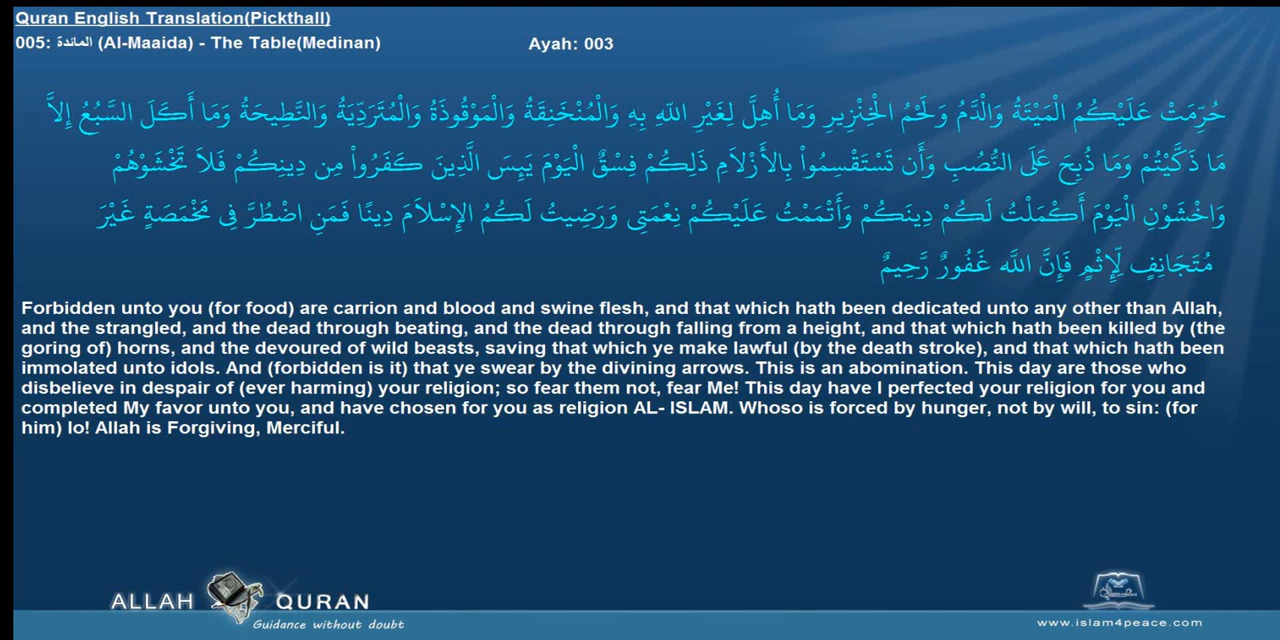 Quran English Translation(Pickthall)
005: المائدة (Al-Maaida) - The Table(Medinan) Ayah: 003
حُرِّمَتْ عَلَيْكُمُ الْمَيْتَةُ وَالْدَّمُ وَلَحْمُ الْخِنْزِيرِ وَمَا أُهِلَّ لِغَيْرِ اللّهِ بِهِ وَالْمُنْخَنِقَةُ وَالْمَوْقُوذَةُ وَالْمُتَرَدِّيَةُ وَالنَّطِيحَةُ وَمَا أَكَلَ السَّبُعُ إِلاَّ
مَا ذَكَّيْتُمْ وَمَا ذُبِحَ عَلَى النُّصُبِ وَأَن تَسْتَقْسِمُواْ بِالأَزْلاَمِ ذَلِكُمْ فِسْقٌ الْيَوْمَ يَئِسَ الَّذِينَ كَفَرُواْ مِن دِينِكُمْ فَلاَ تَخْشَوْهُمْ
وَاخْشَوْنِ الْيَوْمَ أَكْمَلْتُ لَكُمْ دِينَكُمْ وَأَتْمَمْتُ عَلَيْكُمْ نِعْمَتِي وَرَضِيتُ لَكُمُ الإِسْلاَمَ دِينًا فَمَنِ اضْطُرَّ فِي مَخْمَصَةٍ غَيْرَ
مُتَجَانِفٍ لِّإِثْمٍ فَإِنَّ اللّهَ غَفُورٌ رَّحِيمٌ
Forbidden unto you (for food) are carrion and blood and swine flesh, and that which hath been dedicated unto any other than Allah,
and the strangled, and the dead through beating, and the dead through falling from a height, and that which hath been killed by (the
goring of) horns, and the devoured of wild beasts, saving that which ye make lawful (by the death stroke), and that which hath been
immolated unto idols. And (forbidden is it) that ye swear by the divining arrows. This is an abomination. This day are those who
disbelieve in despair of (ever harming) your religion; so fear them not, fear Me! This day have I perfected your religion for you and
completed My favor unto you, and have chosen for you as religion AL- ISLAM. Whoso is forced by hunger, not by will, to sin: (for
him) lo! Allah is Forgiving, Merciful.
ALLAH QURAN
Guidance without doubt
www.islam4peace.com